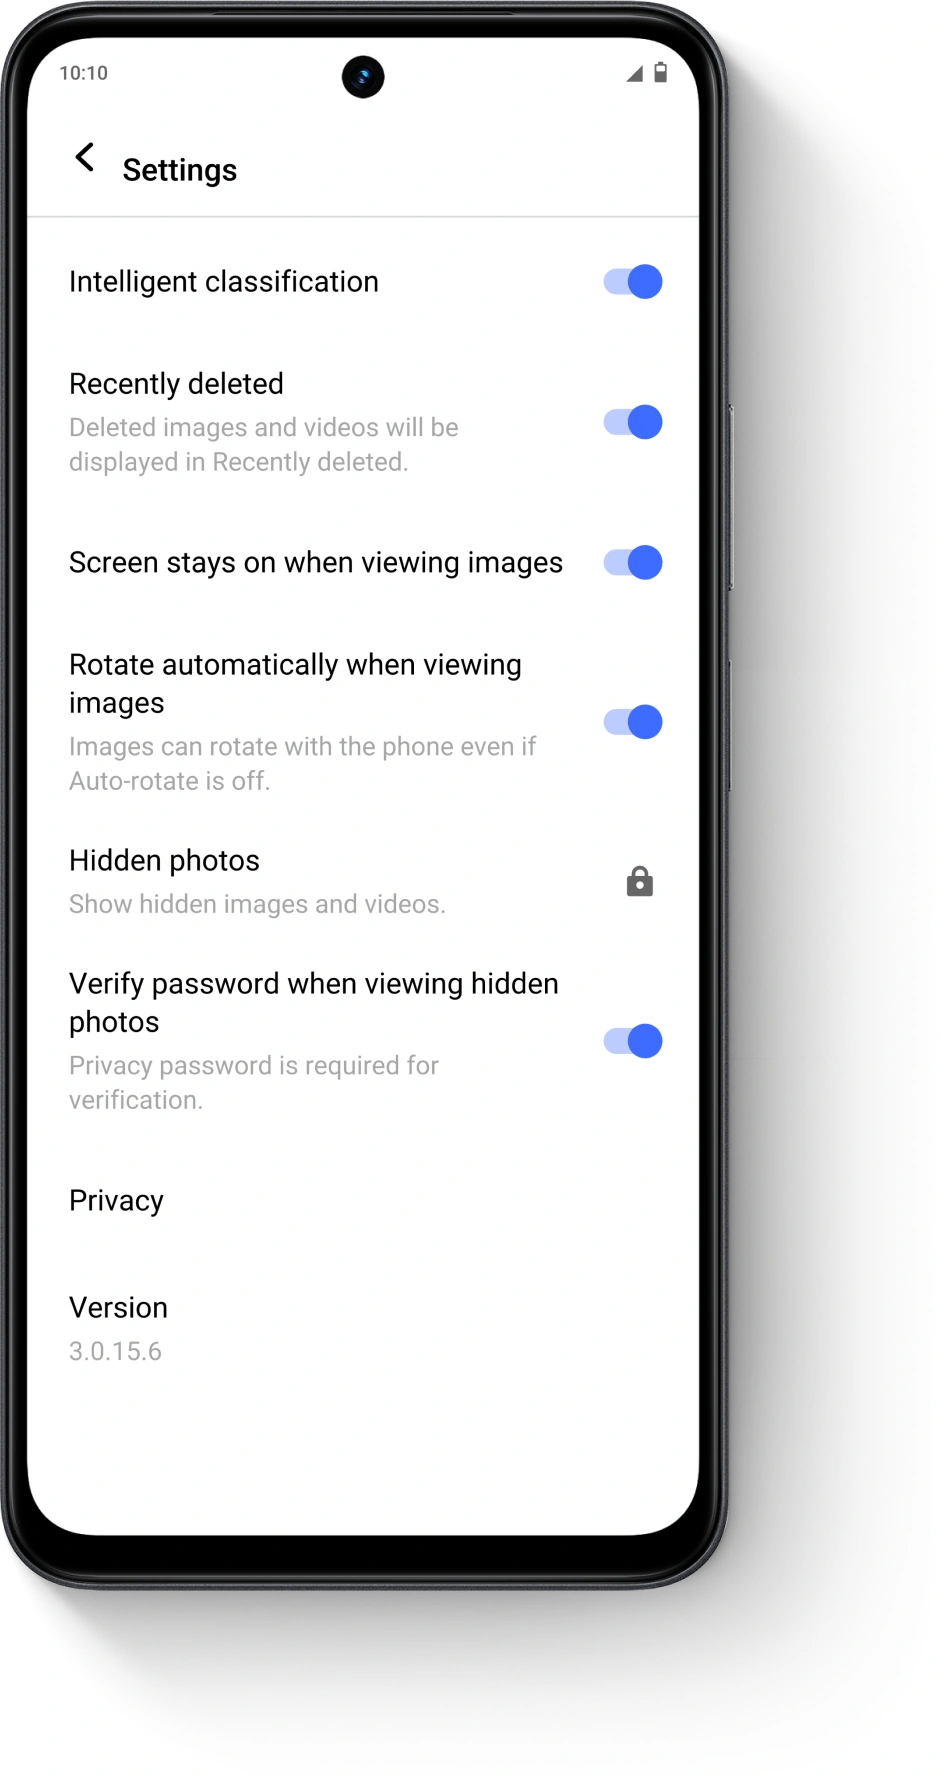 10:10
Settings
Intelligent classification
Recently deleted
Deleted images and videos will be
displayed in Recently deleted.
Screen stays on when viewing images
Rotate automatically when viewing
images
Images can rotate with the phone even if
Auto-rotate is off.
Hidden photos
Show hidden images and videos.
Verify password when viewing hidden
photos
Privacy password is required for
verification.
Privacy
Version
3.0.15.6